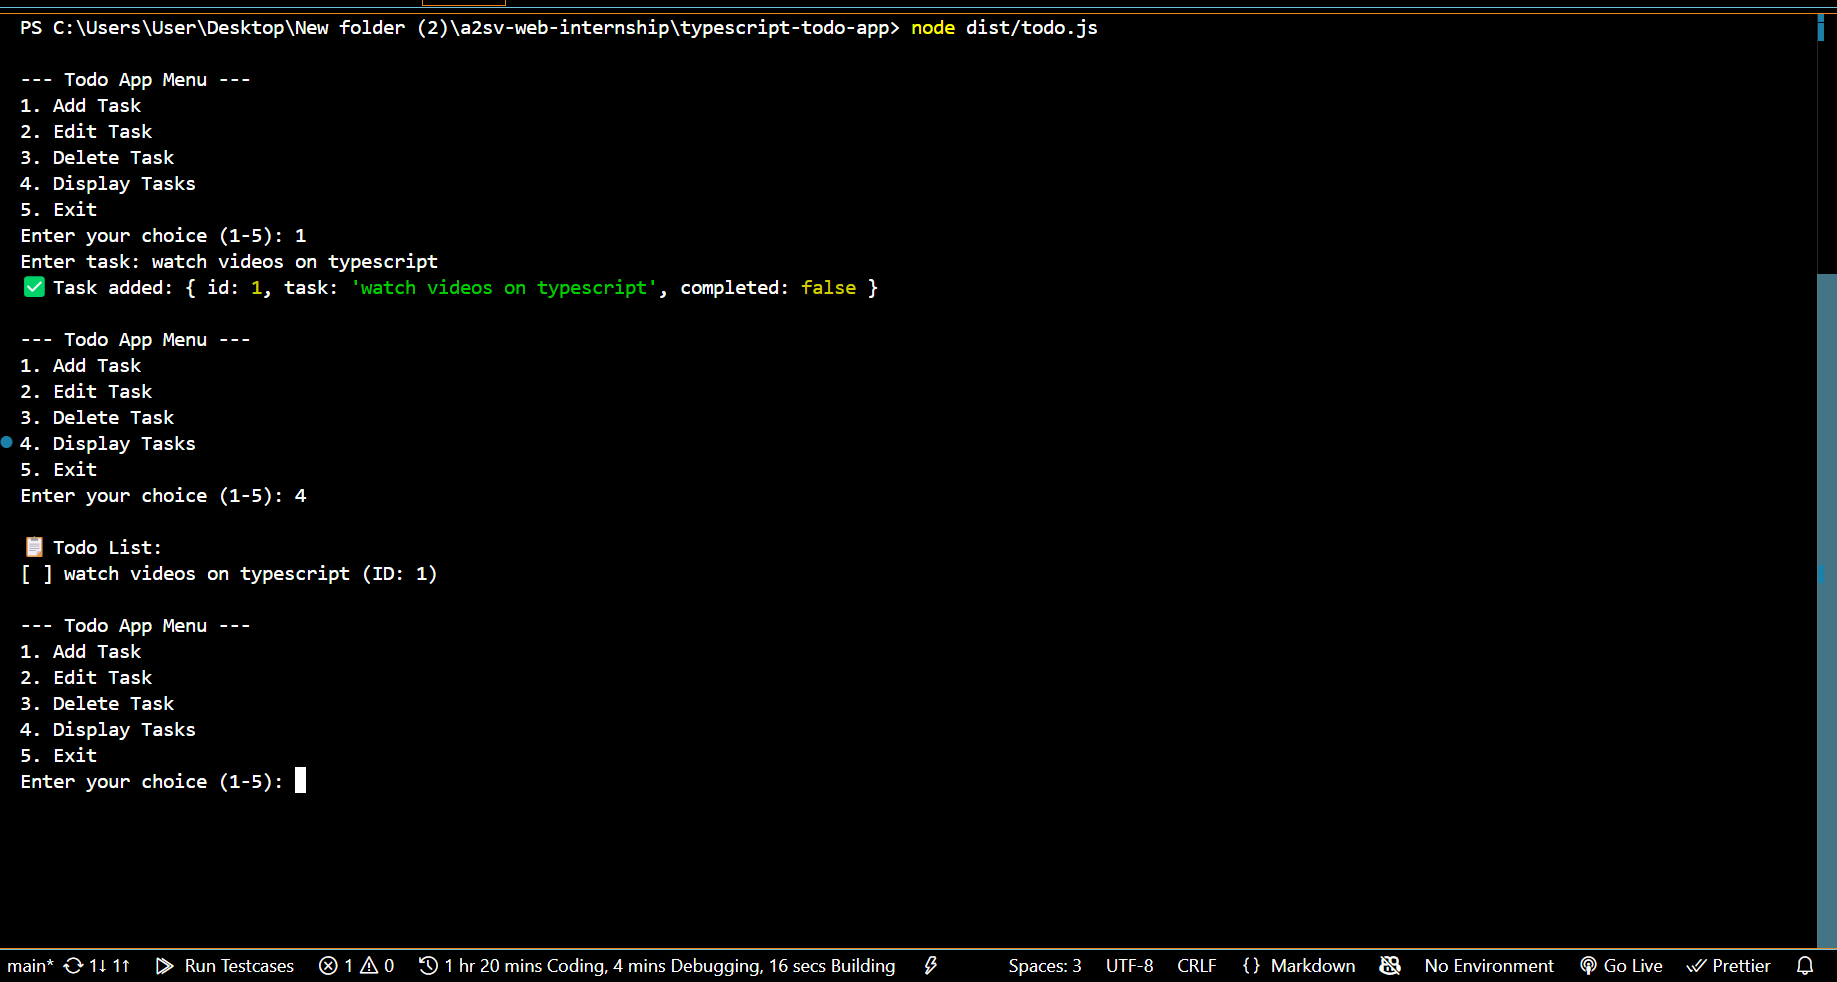 PS C:\Users\User\Desktop\New folder (2)\a2sv-web-internship\typescript-todo-app> node dist/todo.js
--- Todo App Menu ---
1. Add Task
2. Edit Task
3. Delete Task
4. Display Tasks
5. Exit
Enter your choice (1-5): 1
Enter task: watch videos on typescript
✅ Task added: { id: 1, task: 'watch videos on typescript', completed: false }
--- Todo App Menu ---
1. Add Task
2. Edit Task
3. Delete Task
4. Display Tasks
5. Exit
Enter your choice (1-5): 4
📋 Todo List:
[ ] watch videos on typescript (ID: 1)
--- Todo App Menu ---
1. Add Task
2. Edit Task
3. Delete Task
4. Display Tasks
5. Exit
Enter your choice (1-5):
main* 1↓ 1↑ Run Testcases 1 0 1 hr 20 mins Coding, 4 mins Debugging, 16 secs Building Spaces: 3 UTF-8 CRLF {} Markdown No Environment Go Live Prettier